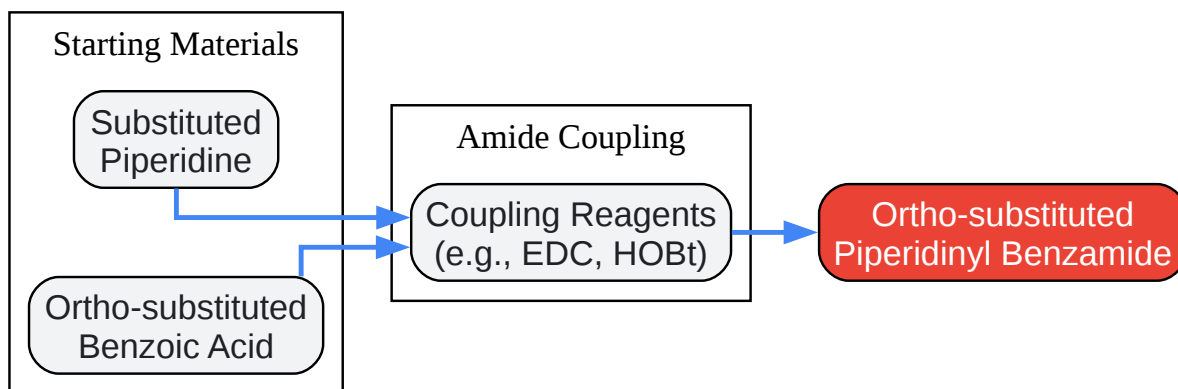 Starting Materials
Substituted
Piperidine
Ortho-substituted
Benzoic Acid
Amide Coupling
Coupling Reagents
(e.g., EDC, HOBt)
Ortho-substituted
Piperidinyl Benzamide